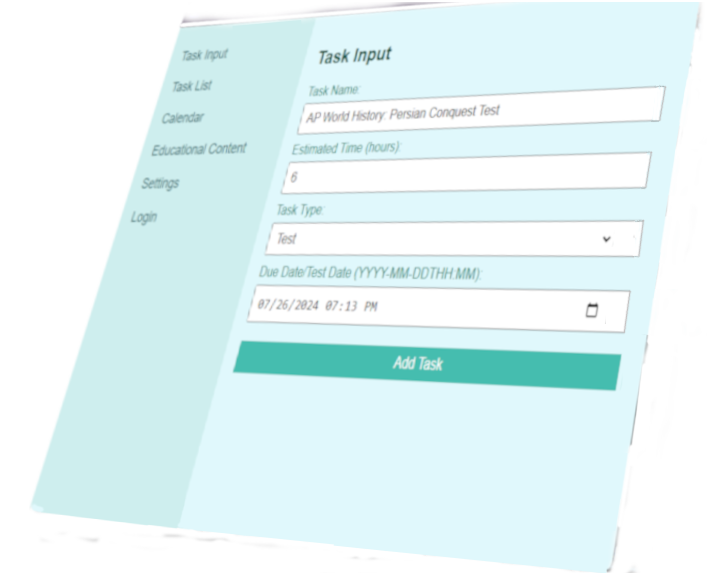 Task Input
Task List
Calendar
Educational Content
Settings
Login
Task Input
Task Name:
AP World History: Persian Conquest Test
Estimated Time (hours):
6
Task Type:
Test
Due Date/Test Date (YYYY-MM-DDTHH:MM):
07/26/2024 07:13 PM
Add Task